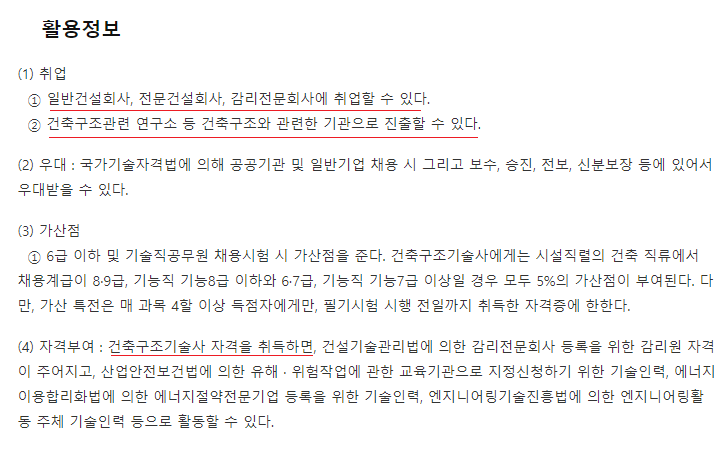 활용정보
(1) 취업
① 일반건설회사, 전문건설회사, 감리전문회사에 취업할 수 있다.
② 건축구조관련 연구소 등 건축구조와 관련한 기관으로 진출할 수 있다.
(2) 우대 : 국가기술자격법에 의해 공공기관 및 일반기업 채용 시 그리고 보수, 승진, 전보, 신분보장 등에 있어서
우대받을 수 있다.
(3) 가산점
① 6급 이하 및 기술직공무원 채용시험 시 가산점을 준다. 건축구조기술사에게는 시설직렬의 건축 직류에서
채용계급이 8·9급, 기능직 기능8급 이하와 6·7급, 기능직 기능7급 이상일 경우 모두 5%의 가산점이 부여된다. 다
만, 가산 특전은 매 과목 4할 이상 득점자에게만, 필기시험 시행 전일까지 취득한 자격증에 한한다.
(4) 자격부여 : 건축구조기술사 자격을 취득하면, 건설기술관리법에 의한 감리전문회사 등록을 위한 감리원 자격
이 주어지고, 산업안전보건법에 의한 유해 · 위험작업에 관한 교육기관으로 지정신청하기 위한 기술인력, 에너지
이용합리화법에 의한 에너지절약전문기업 등록을 위한 기술인력, 엔지니어링기술진흥법에 의한 엔지니어링활
동 주체 기술인력 등으로 활동할 수 있다.